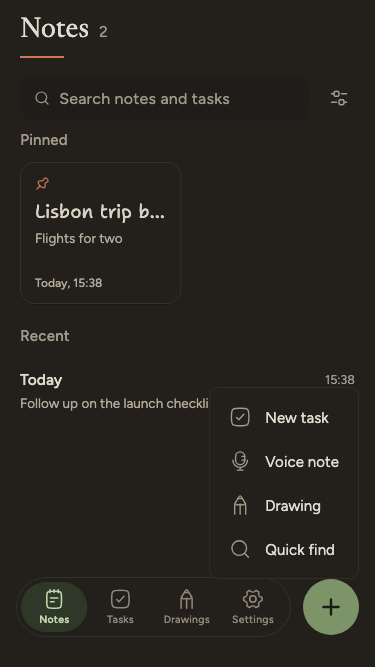 Notes 2
Search notes and tasks
Pinned
Lisbon trip b...
Flights for two
Today, 15:38
Recent
Today 15:38
Follow up on the launch checkli
New task
Voice note
Drawing
Quick find
Notes Tasks Drawings Settings